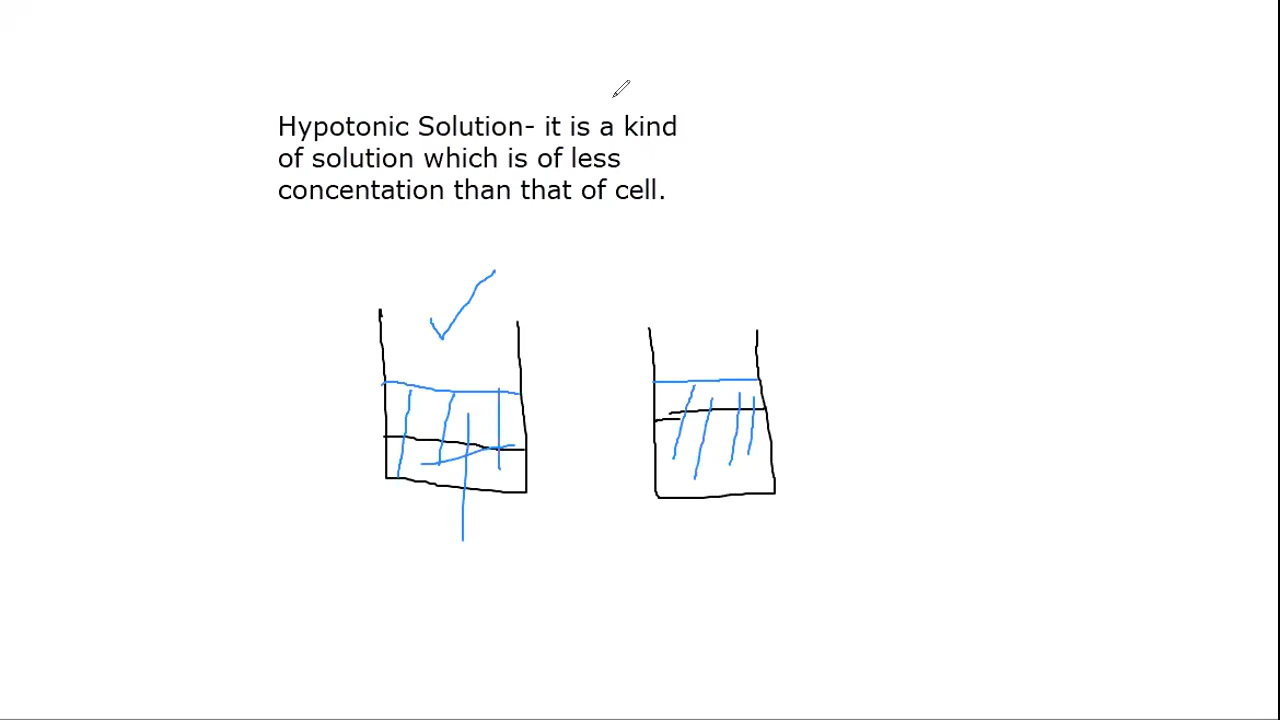 Hypotonic Solution- it is a kind
of solution which is of less
concentation than that of cell.